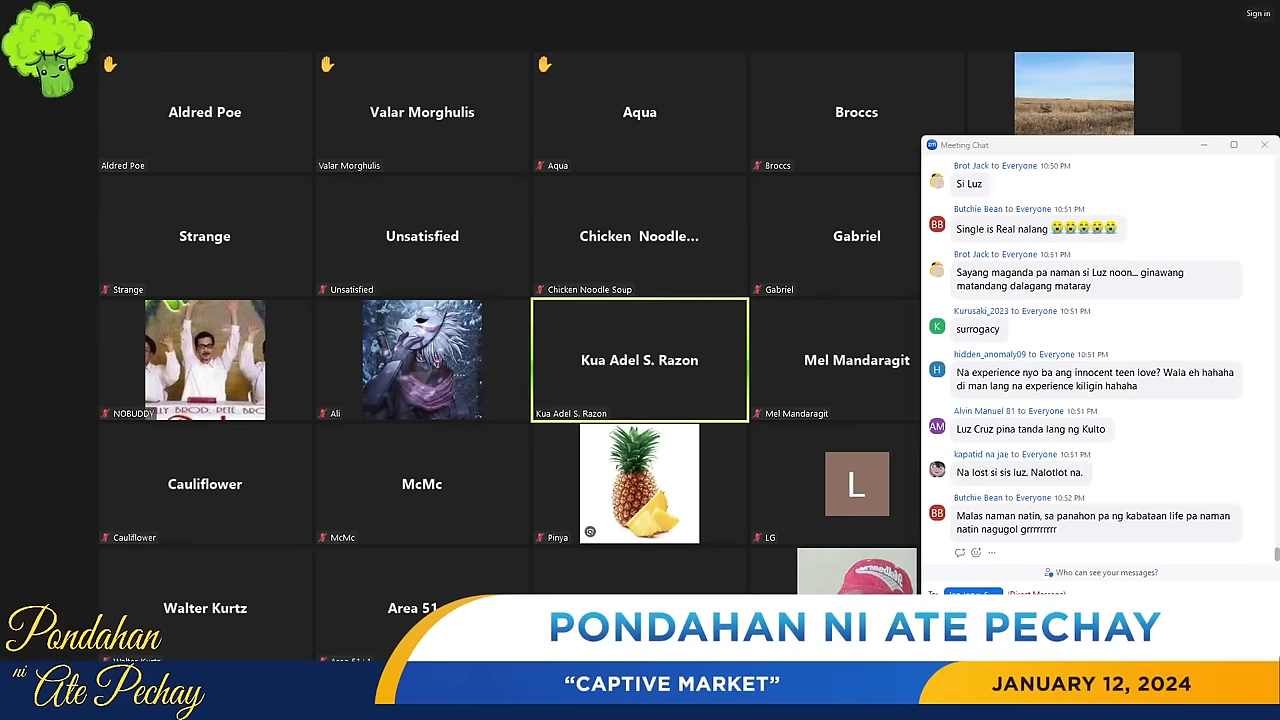 Sign in
Aldred Poe
Valar Morghulis
Aqua
Broccs
Aldred Poe
Valar Morghulis
Aqua
Broccs
Strange
Unsatisfied
Chicken Noodle...
Gabriel
Strange
Unsatisfied
Chicken Noodle Soup
Gabriel
Kua Adel S. Razon
Mel Mandaragit
NOBUDDY
Ali
Kua Adel S. Razon
Mel Mandaragit
Cauliflower
McMc
L
Cauliflower
McMc
Pinya
LG
Walter Kurtz
Area 51
zm Meeting Chat
Brot Jack to Everyone 10:50 PM
Si Luz
Butchie Bean to Everyone 10:51 PM
BB
Single is Real nalang 😭😭😭😭😭
Brot Jack to Everyone 10:51 PM
Sayang maganda pa naman si Luz noon... ginawang
matandang dalagang mataray
Kurusaki_2023 to Everyone 10:51 PM
K
surrogacy
hidden_anomaly09 to Everyone 10:51 PM
H
Na experience nyo ba ang innocent teen love? Wala eh hahaha
di man lang na experience kiligin hahaha
Alvin Manuel 81 to Everyone 10:51 PM
AM
Luz Cruz pina tanda lang ng Kulto
kapatid na jae to Everyone 10:51 PM
Na lost si sis luz. Nalotlot na.
Butchie Bean to Everyone 10:52 PM
BB
Malas naman natin, sa panahon pa ng kabataan life pa naman
natin nagugol grrrrrrrrr
Who can see your messages?
(Direct Message)
Pondahan
ni Ate Pechay
PONDAHAN NI ATE PECHAY
“CAPTIVE MARKET”
JANUARY 12, 2024